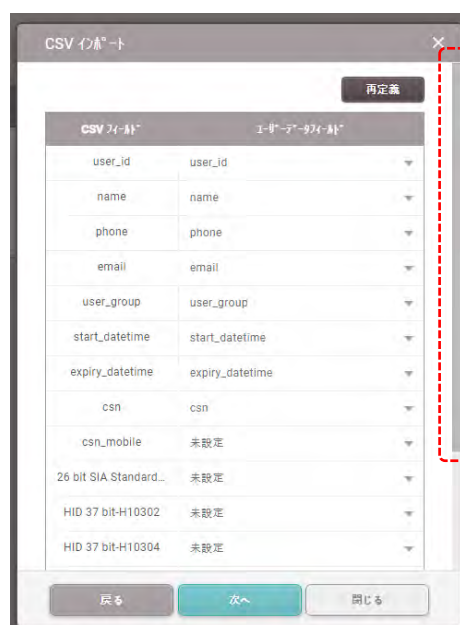 CSV ｲﾝﾎﾟｰﾄ
再定義
CSV ﾌｨｰﾙﾄﾞ ﾕｰｻﾞｰﾃﾞｰﾀﾌｨｰﾙﾄﾞ
user_id user_id
name name
phone phone
email email
user_group user_group
start_datetime start_datetime
expiry_datetime expiry_datetime
csn csn
csn_mobile 未設定
26 bit SIA Standard... 未設定
HID 37 bit-H10302 未設定
HID 37 bit-H10304 未設定
戻る 次へ 閉じる